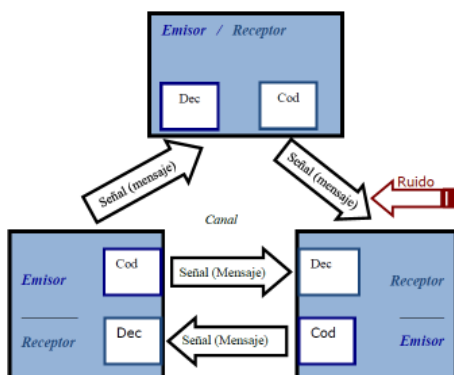 Emisor / Receptor
Dec
Cod
Señal (mensaje)
Señal (mensaje)
Ruido
Canal
Emisor
Cod
Señal (Mensaje)
Dec
Receptor
Receptor
Dec
Señal (Mensaje)
Cod
Emisor